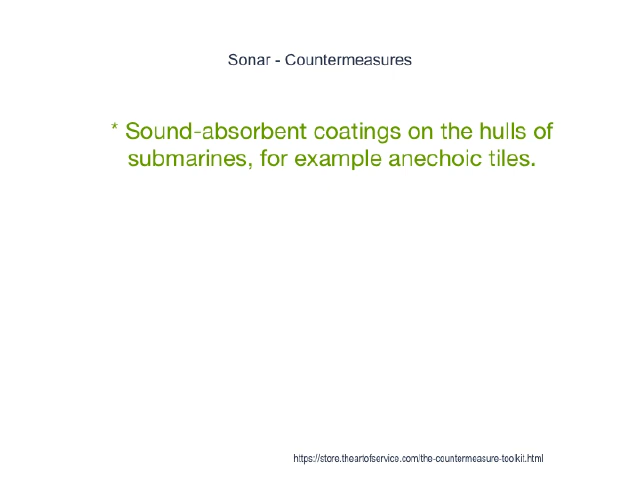 Sonar - Countermeasures
* Sound-absorbent coatings on the hulls of
submarines, for example anechoic tiles.
https://store.theartofservice.com/the-countermeasure-toolkit.html